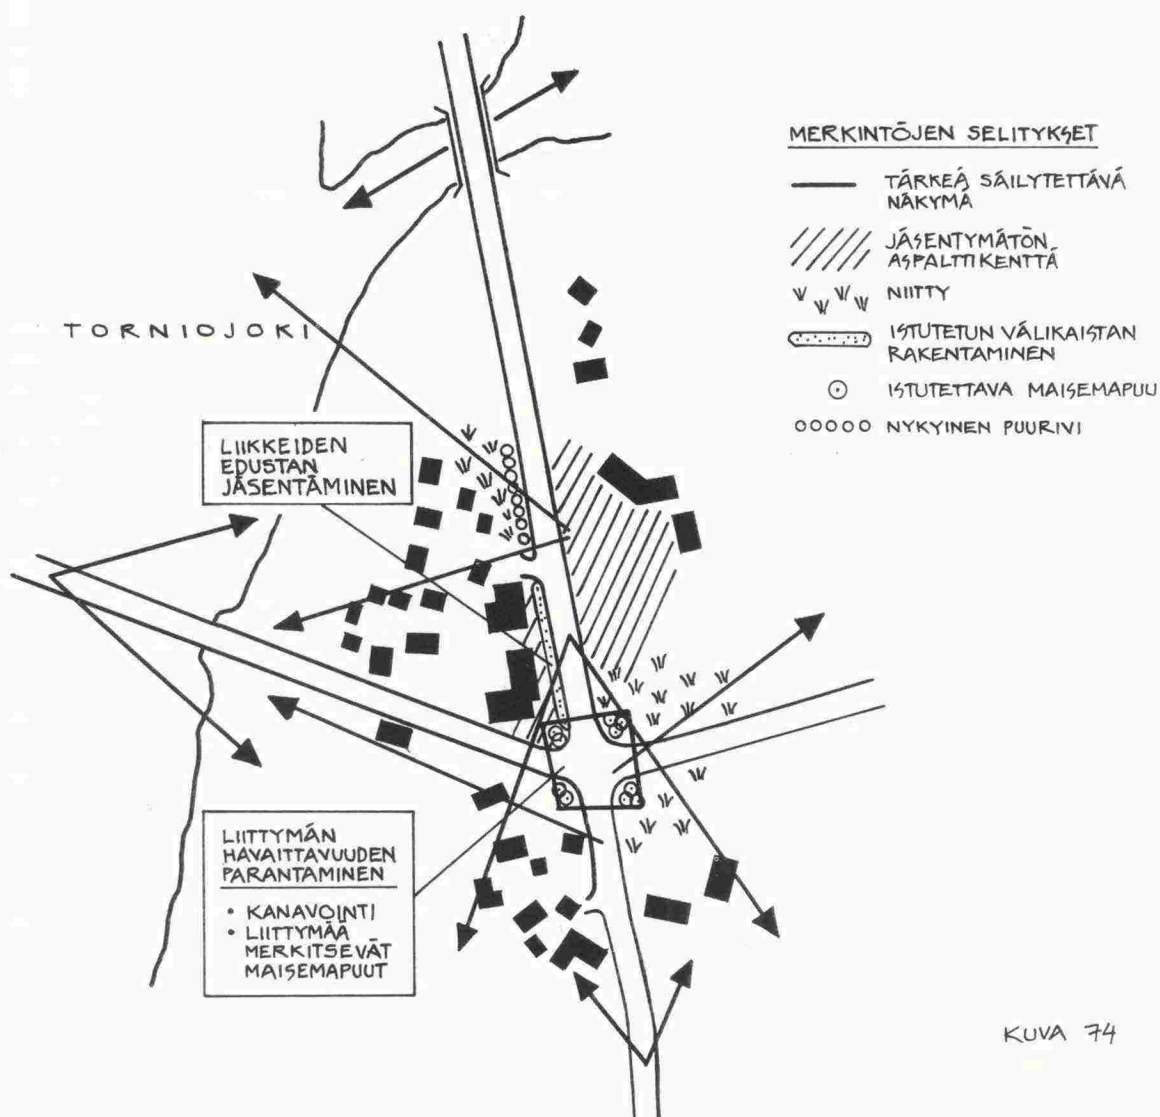 MERKINTÖJEN SELITYKSET
TÄRKEÄ SÄILYTETTÄVÄ
NÄKYMÄ
JÄSENTYMÄTÖN
ASPALTTIKENTTÄ
NIITTY
ISTUTETUN VÄLIKAISTAN
RAKENTAMINEN
ISTUTETTAVA MAISEMAPUU
NYKYINEN PUURIVI
TORNIOJOKI
LIIKKEIDEN
EDUSTAN
JÄSENTÄMINEN
LIITTYMÄN
HAVAITTAVUUDEN
PARANTAMINEN
• KANAVOINTI
• LIITTYMÄÄ
MERKITSEVÄT
MAISEMAPUUT
KUVA 74